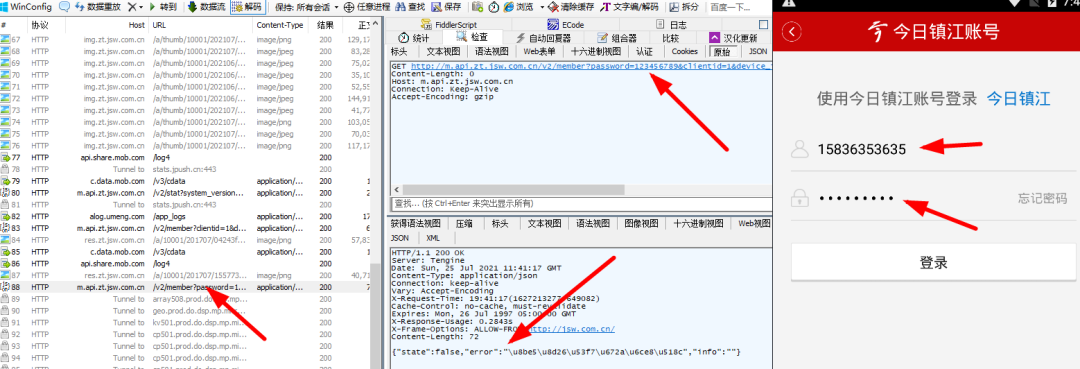 WinConfig 数据重放 转到 数据流 解码 保持: 所有会话 任意进程 查找 保存 浏览 清除缓存 文字编/解码 拆分 百度一下...
# 协议 Host URL Content-Type 结果
67 HTTP img.zt.jsw.com.cn /a/thumb/10001/202107/... image/jpeg 200 129,17
68 HTTP img.zt.jsw.com.cn /a/thumb/10001/202107/... image/jpeg 200
69 HTTP img.zt.jsw.com.cn /a/thumb/10001/202107/... image/jpeg 200
70 HTTP img.zt.jsw.com.cn /a/thumb/10001/202107/... image/jpeg 200
71 HTTP img.zt.jsw.com.cn /a/thumb/10001/202107/... image/jpeg 200
72 HTTP img.zt.jsw.com.cn /a/thumb/10001/202107/... image/jpeg 200 144,91
73 HTTP img.zt.jsw.com.cn /a/thumb/10001/202107/... image/jpeg 200
74 HTTP img.zt.jsw.com.cn /a/thumb/10001/202107/... image/jpeg 200 103,05
75 HTTP img.zt.jsw.com.cn /a/thumb/10001/202107/... image/jpeg 200
76 HTTP img.zt.jsw.com.cn /a/thumb/10001/202107/... image/jpeg 200 117,17
77 HTTP api.share.mob.com /log4 200
78 HTTP Tunnel to stats.jpush.cn:443 200
79 HTTP c.data.mob.com /v3/cdata application/... 200
80 HTTP m.api.zt.jsw.com.cn /v2/stat?system_version... application/... 200
81 HTTP Tunnel to stats.jpush.cn:443 200
82 HTTP alog.umeng.com /app_logs application/... 200 17
83 HTTP m.api.zt.jsw.com.cn /v2/member?clientid=1&d... application/... 200 6
84 HTTP res.zt.jsw.com.cn /a/10001/201707/04243f... image/png 200 57,83
85 HTTP c.data.mob.com /v3/cdata application/... 200
86 HTTP api.share.mob.com /log4 200
87 HTTP res.zt.jsw.com.cn /a/10001/201707/155773... image/png 200 40,71
88 HTTP m.api.zt.jsw.com.cn /v2/member?password=1... application/... 200 7
89 HTTP Tunnel to array508.prod.do.dsp.mp.mi... 200
90 HTTP Tunnel to geo.prod.do.dsp.mp.mic... 200
91 HTTP Tunnel to kv501.prod.do.dsp.mp.mi... 200
92 HTTP Tunnel to cp501.prod.do.dsp.mp.mi... 200
93 HTTP Tunnel to cp501.prod.do.dsp.mp.mi... 200
94 HTTP Tunnel to cp501.prod.do.dsp.mp.mi... 200
FiddlerScript ECode 日志
统计 检查 自动回复器 组合器 比较 汉化更新
标头 文本视图 语法视图 Web表单 十六进制视图 认证 Cookies 原始 JSON
GET http://m.api.zt.jsw.com.cn/v2/member?password=123456789&clientid=1&device_
Content-Length: 0
Host: m.api.zt.jsw.com.cn
Connection: Keep-Alive
Accept-Encoding: gzip
查找... (按 Ctrl+Enter 来突出显示所有)
获得语法视图 压缩 标头 文本视图 语法视图 图像视图 十六进制视图 Web视图
JSON XML
HTTP/1.1 200 OK
Server: Tengine
Date: Sun, 25 Jul 2021 11:41:17 GMT
Content-Type: application/json
Connection: keep-alive
Vary: Accept-Encoding
X-Request-Time: 19:41:17(1627213277649082)
Cache-Control: no-cache, must-revalidate
Expires: Mon, 26 Jul 1997 05:00:00 GMT
X-Response-Usage: 0.2843s
X-Frame-Options: ALLOW-FROM http://jsw.com.cn/
Content-Length: 72
{"state":false,"error":"\u8be5\u8d26\u53f7\u672a\u6ce8\u518c","info":""}
7:4
今日镇江账号
使用今日镇江账号登录 今日镇江
15836353635
••••••••• 忘记密码
登录